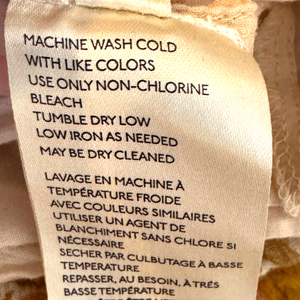 MACHINE WASH COLD
WITH LIKE COLORS
USE ONLY NON-CHLORINE
BLEACH
TUMBLE DRY LOW
LOW IRON AS NEEDED
MAY BE DRY CLEANED
LAVAGE EN MACHINE À
TEMPÉRATURE FROIDE
AVEC COULEURS SIMILAIRES
UTILISER UN AGENT DE
BLANCHIMENT SANS CHLORE SI
NÉCESSAIRE
SECHER PAR CULBUTAGE À BASSE
TEMPERATURE
REPASSER, AU BESOIN, À TRÈS
BASSE TEMPÉRATURE